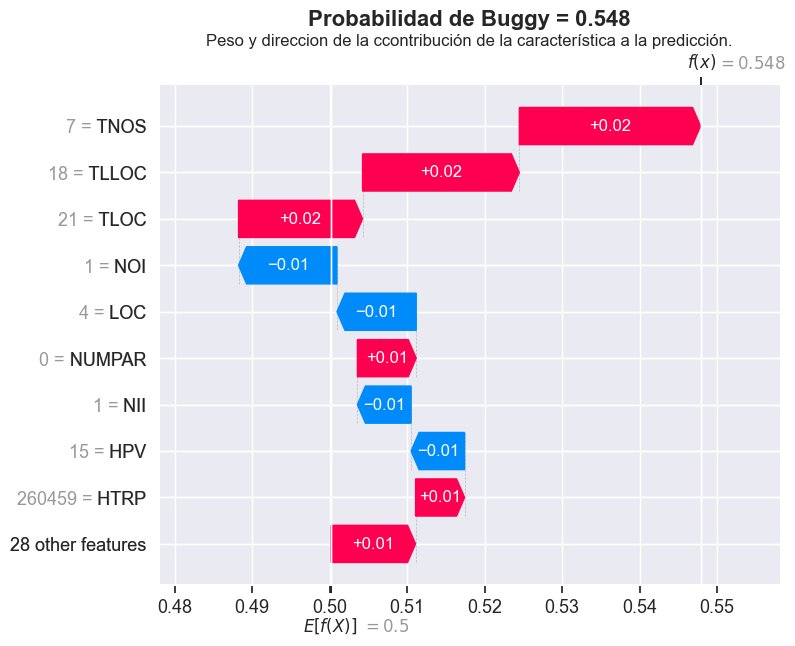 Probabilidad de Buggy = 0.548
Peso y direccion de la ccontribución de la característica a la predicción.
f(x) = 0.548
7 = TNOS +0.02
18 = TLLOC +0.02
21 = TLOC +0.02
1 = NOI −0.01
4 = LOC −0.01
0 = NUMPAR +0.01
1 = NII −0.01
15 = HPV −0.01
260459 = HTRP +0.01
28 other features +0.01
0.48 0.49 0.50 0.51 0.52 0.53 0.54 0.55
E[f(X)] = 0.5